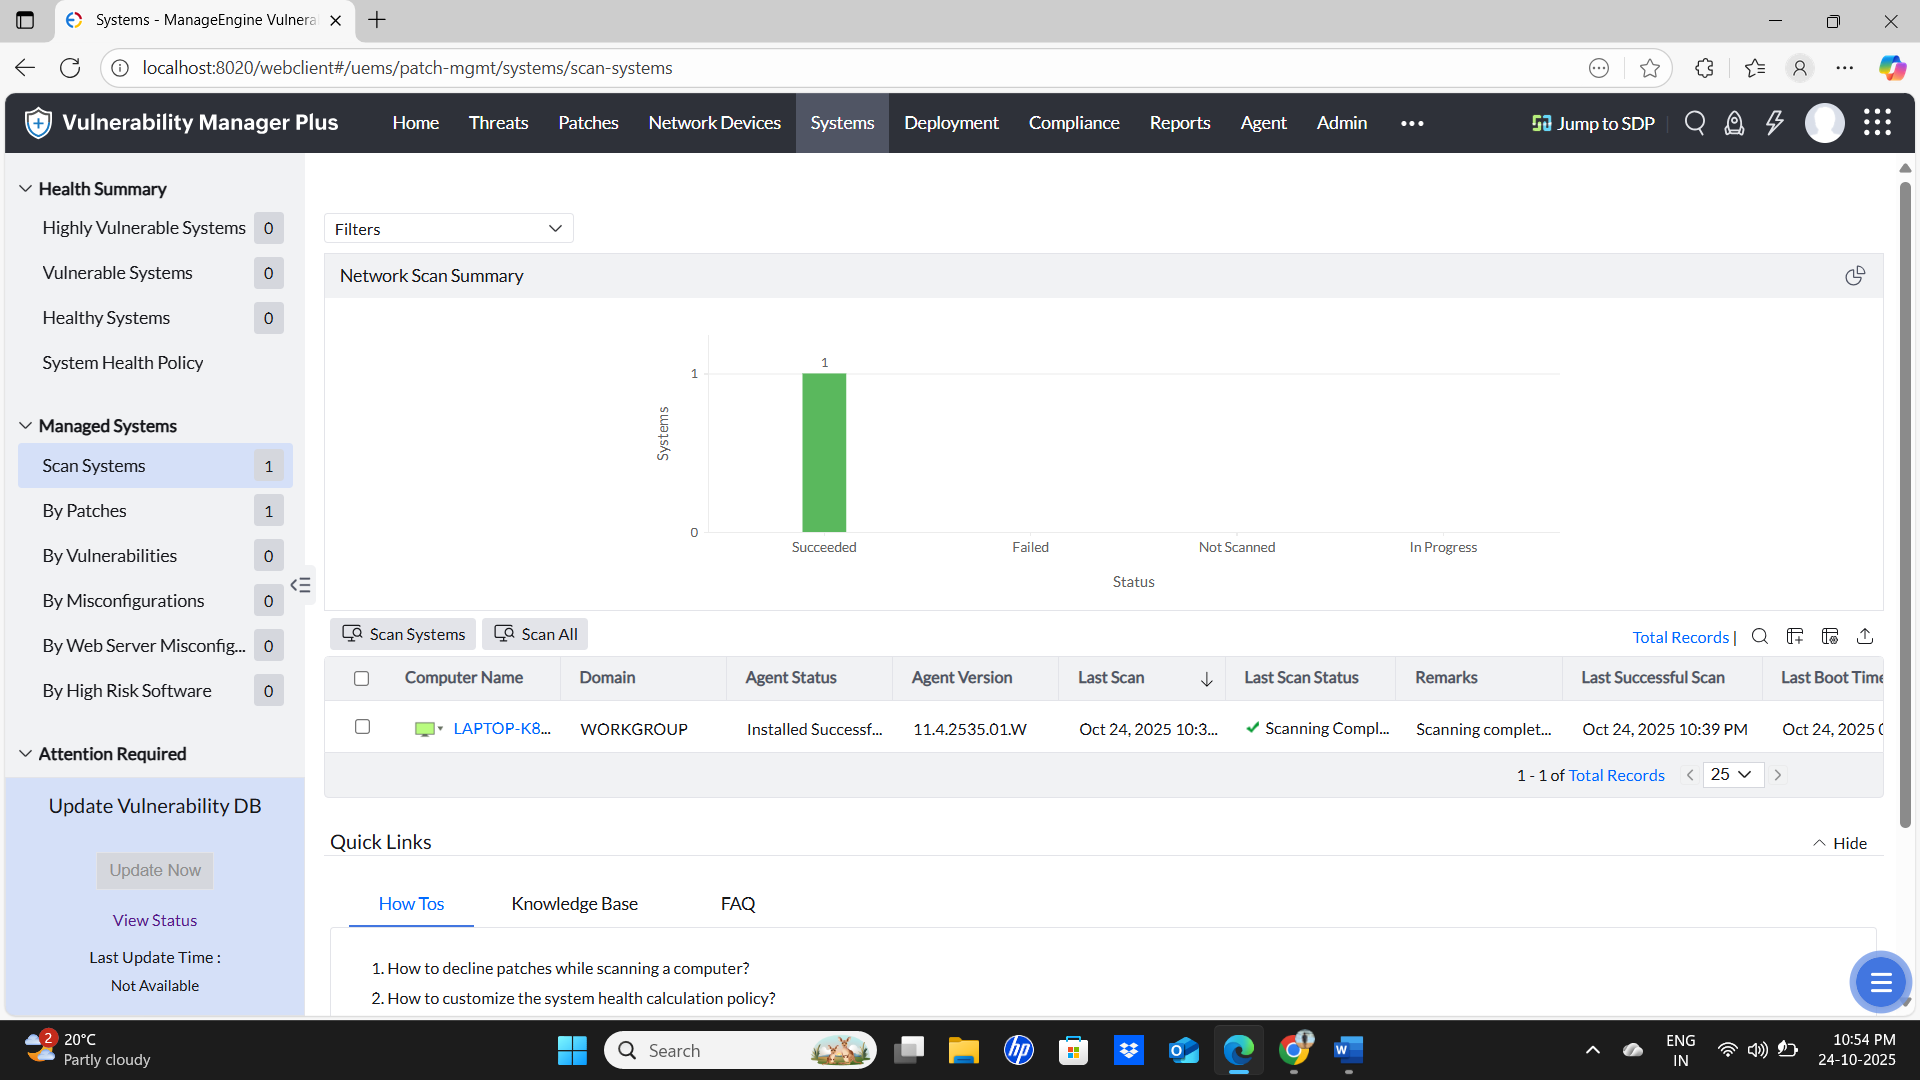 Systems - ManageEngine Vulnera
localhost:8020/webclient#/uems/patch-mgmt/systems/scan-systems
Vulnerability Manager Plus
Home Threats Patches Network Devices Systems Deployment Compliance Reports Agent Admin
Jump to SDP
Health Summary
Highly Vulnerable Systems 0
Vulnerable Systems 0
Healthy Systems 0
System Health Policy
Managed Systems
Scan Systems 1
By Patches 1
By Vulnerabilities 0
By Misconfigurations 0
By Web Server Misconfig... 0
By High Risk Software 0
Attention Required
Update Vulnerability DB
Update Now
View Status
Last Update Time :
Not Available
Filters
Network Scan Summary
1
1
Systems
0
Succeeded Failed Not Scanned In Progress
Status
Scan Systems Scan All
Total Records |
Computer Name Domain Agent Status Agent Version Last Scan Last Scan Status Remarks Last Successful Scan Last Boot Time
LAPTOP-K8... WORKGROUP Installed Successf... 11.4.2535.01.W Oct 24, 2025 10:3... Scanning Compl... Scanning complet... Oct 24, 2025 10:39 PM Oct 24, 2025
1 - 1 of Total Records 25
Quick Links
Hide
How Tos Knowledge Base FAQ
1. How to decline patches while scanning a computer?
2. How to customize the system health calculation policy?
2
20°C
Partly cloudy
Search
ENG
IN
10:54 PM
24-10-2025